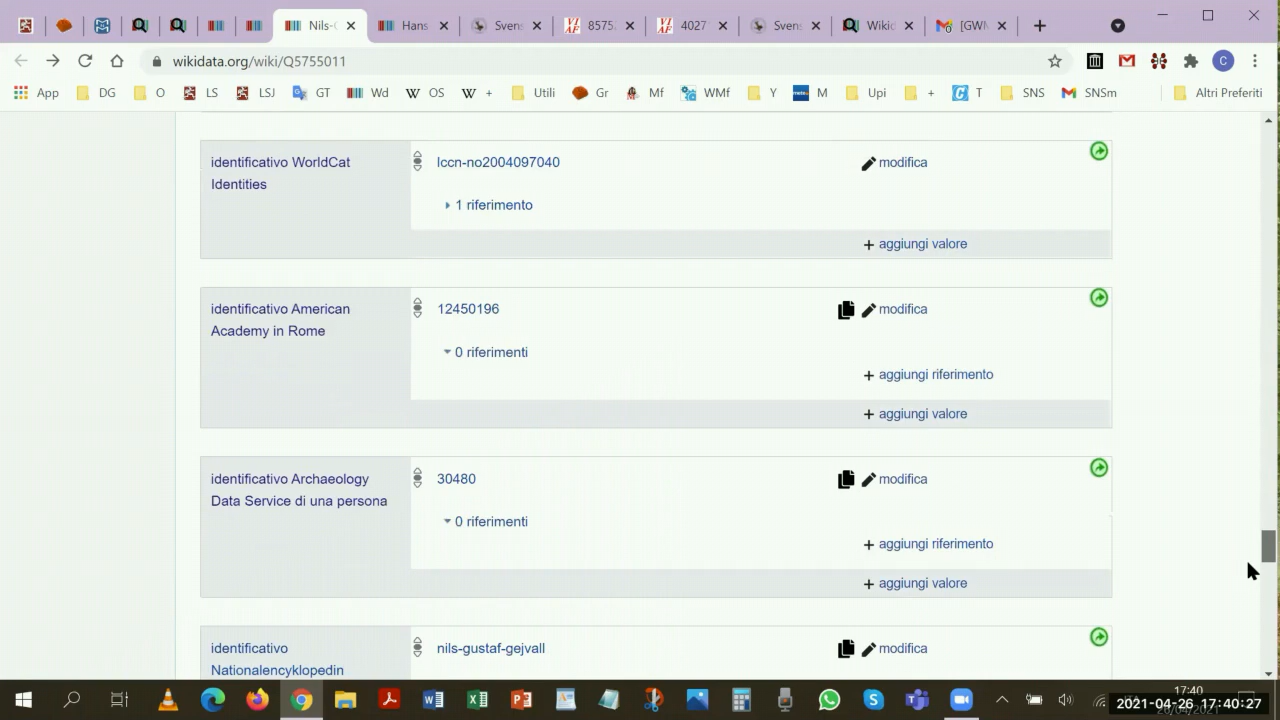 Nils-
Hans
Svens
8575
4027
Svens
Wikid
[GWM
wikidata.org/wiki/Q5755011
C
App
DG
O
LS
LSJ
GT
Wd
OS
+
Utili
Gr
Mf
WMf
Y
M
Upi
+
T
SNS
SNSm
Altri Preferiti
identificativo WorldCat
Identities
lccn-no2004097040
modifica
1 riferimento
+ aggiungi valore
identificativo American
Academy in Rome
12450196
modifica
0 riferimenti
+ aggiungi riferimento
+ aggiungi valore
identificativo Archaeology
Data Service di una persona
30480
modifica
0 riferimenti
+ aggiungi riferimento
+ aggiungi valore
identificativo
Nationalencyklopedin
nils-gustaf-gejvall
modifica
17:40
2021-04-26 17:40:27